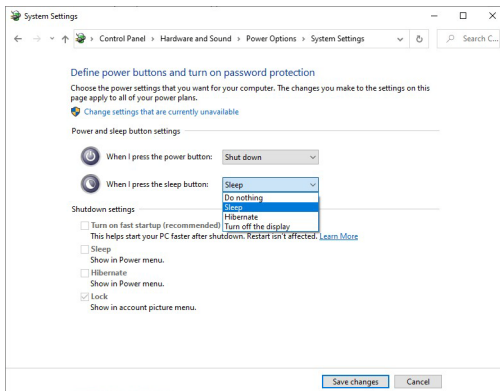 System Settings
Control Panel > Hardware and Sound > Power Options > System Settings
Search C...
Define power buttons and turn on password protection
Choose the power settings that you want for your computer. The changes you make to the settings on this
page apply to all of your power plans.
Change settings that are currently unavailable
Power and sleep button settings
When I press the power button: Shut down
When I press the sleep button: Sleep
Do nothing
Sleep
Hibernate
Turn off the display
Shutdown settings
Turn on fast startup (recommended)
This helps start your PC faster after shutdown. Restart isn't affected. Learn More
Sleep
Show in Power menu.
Hibernate
Show in Power menu.
Lock
Show in account picture menu.
Save changes Cancel